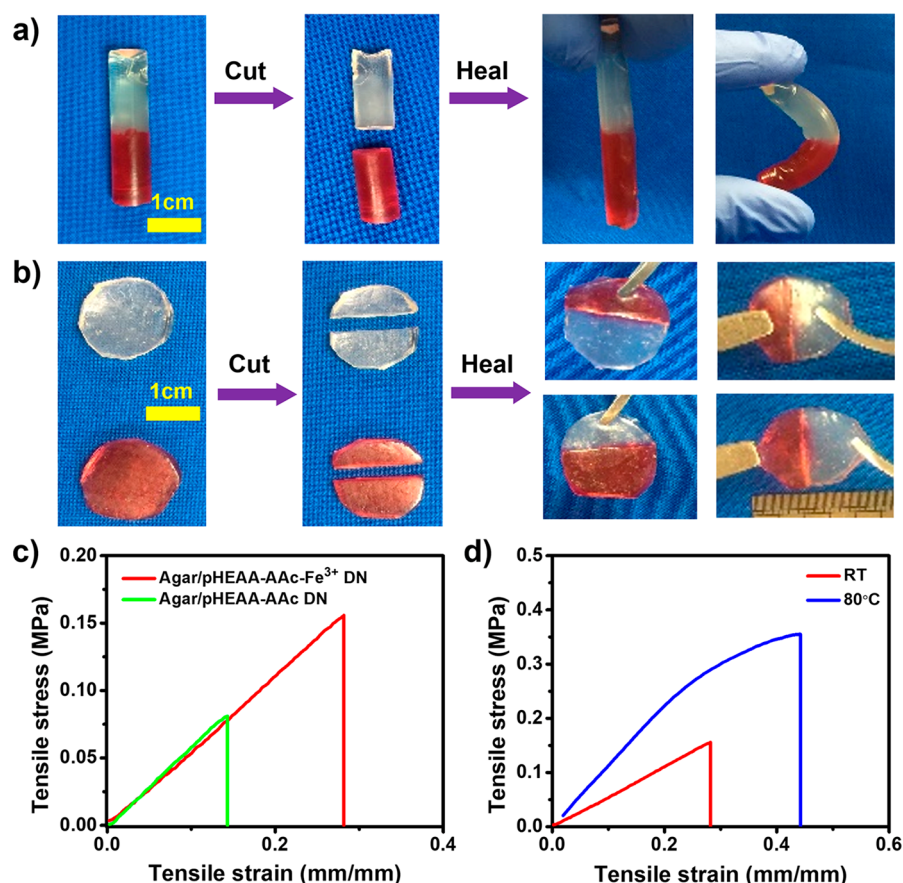 a)
Cut
Heal
1cm
b)
Cut
Heal
1cm
c)
0.20
0.15
0.10
0.05
0.00
0.0
0.2
0.4
Tensile stress (MPa)
Tensile strain (mm/mm)
Agar/pHEAA-AAc-Fe³⁺ DN
Agar/pHEAA-AAc DN
d)
0.5
0.4
0.3
0.2
0.1
0.0
0.0
0.2
0.4
0.6
Tensile stress (MPa)
Tensile strain (mm/mm)
RT
80°C